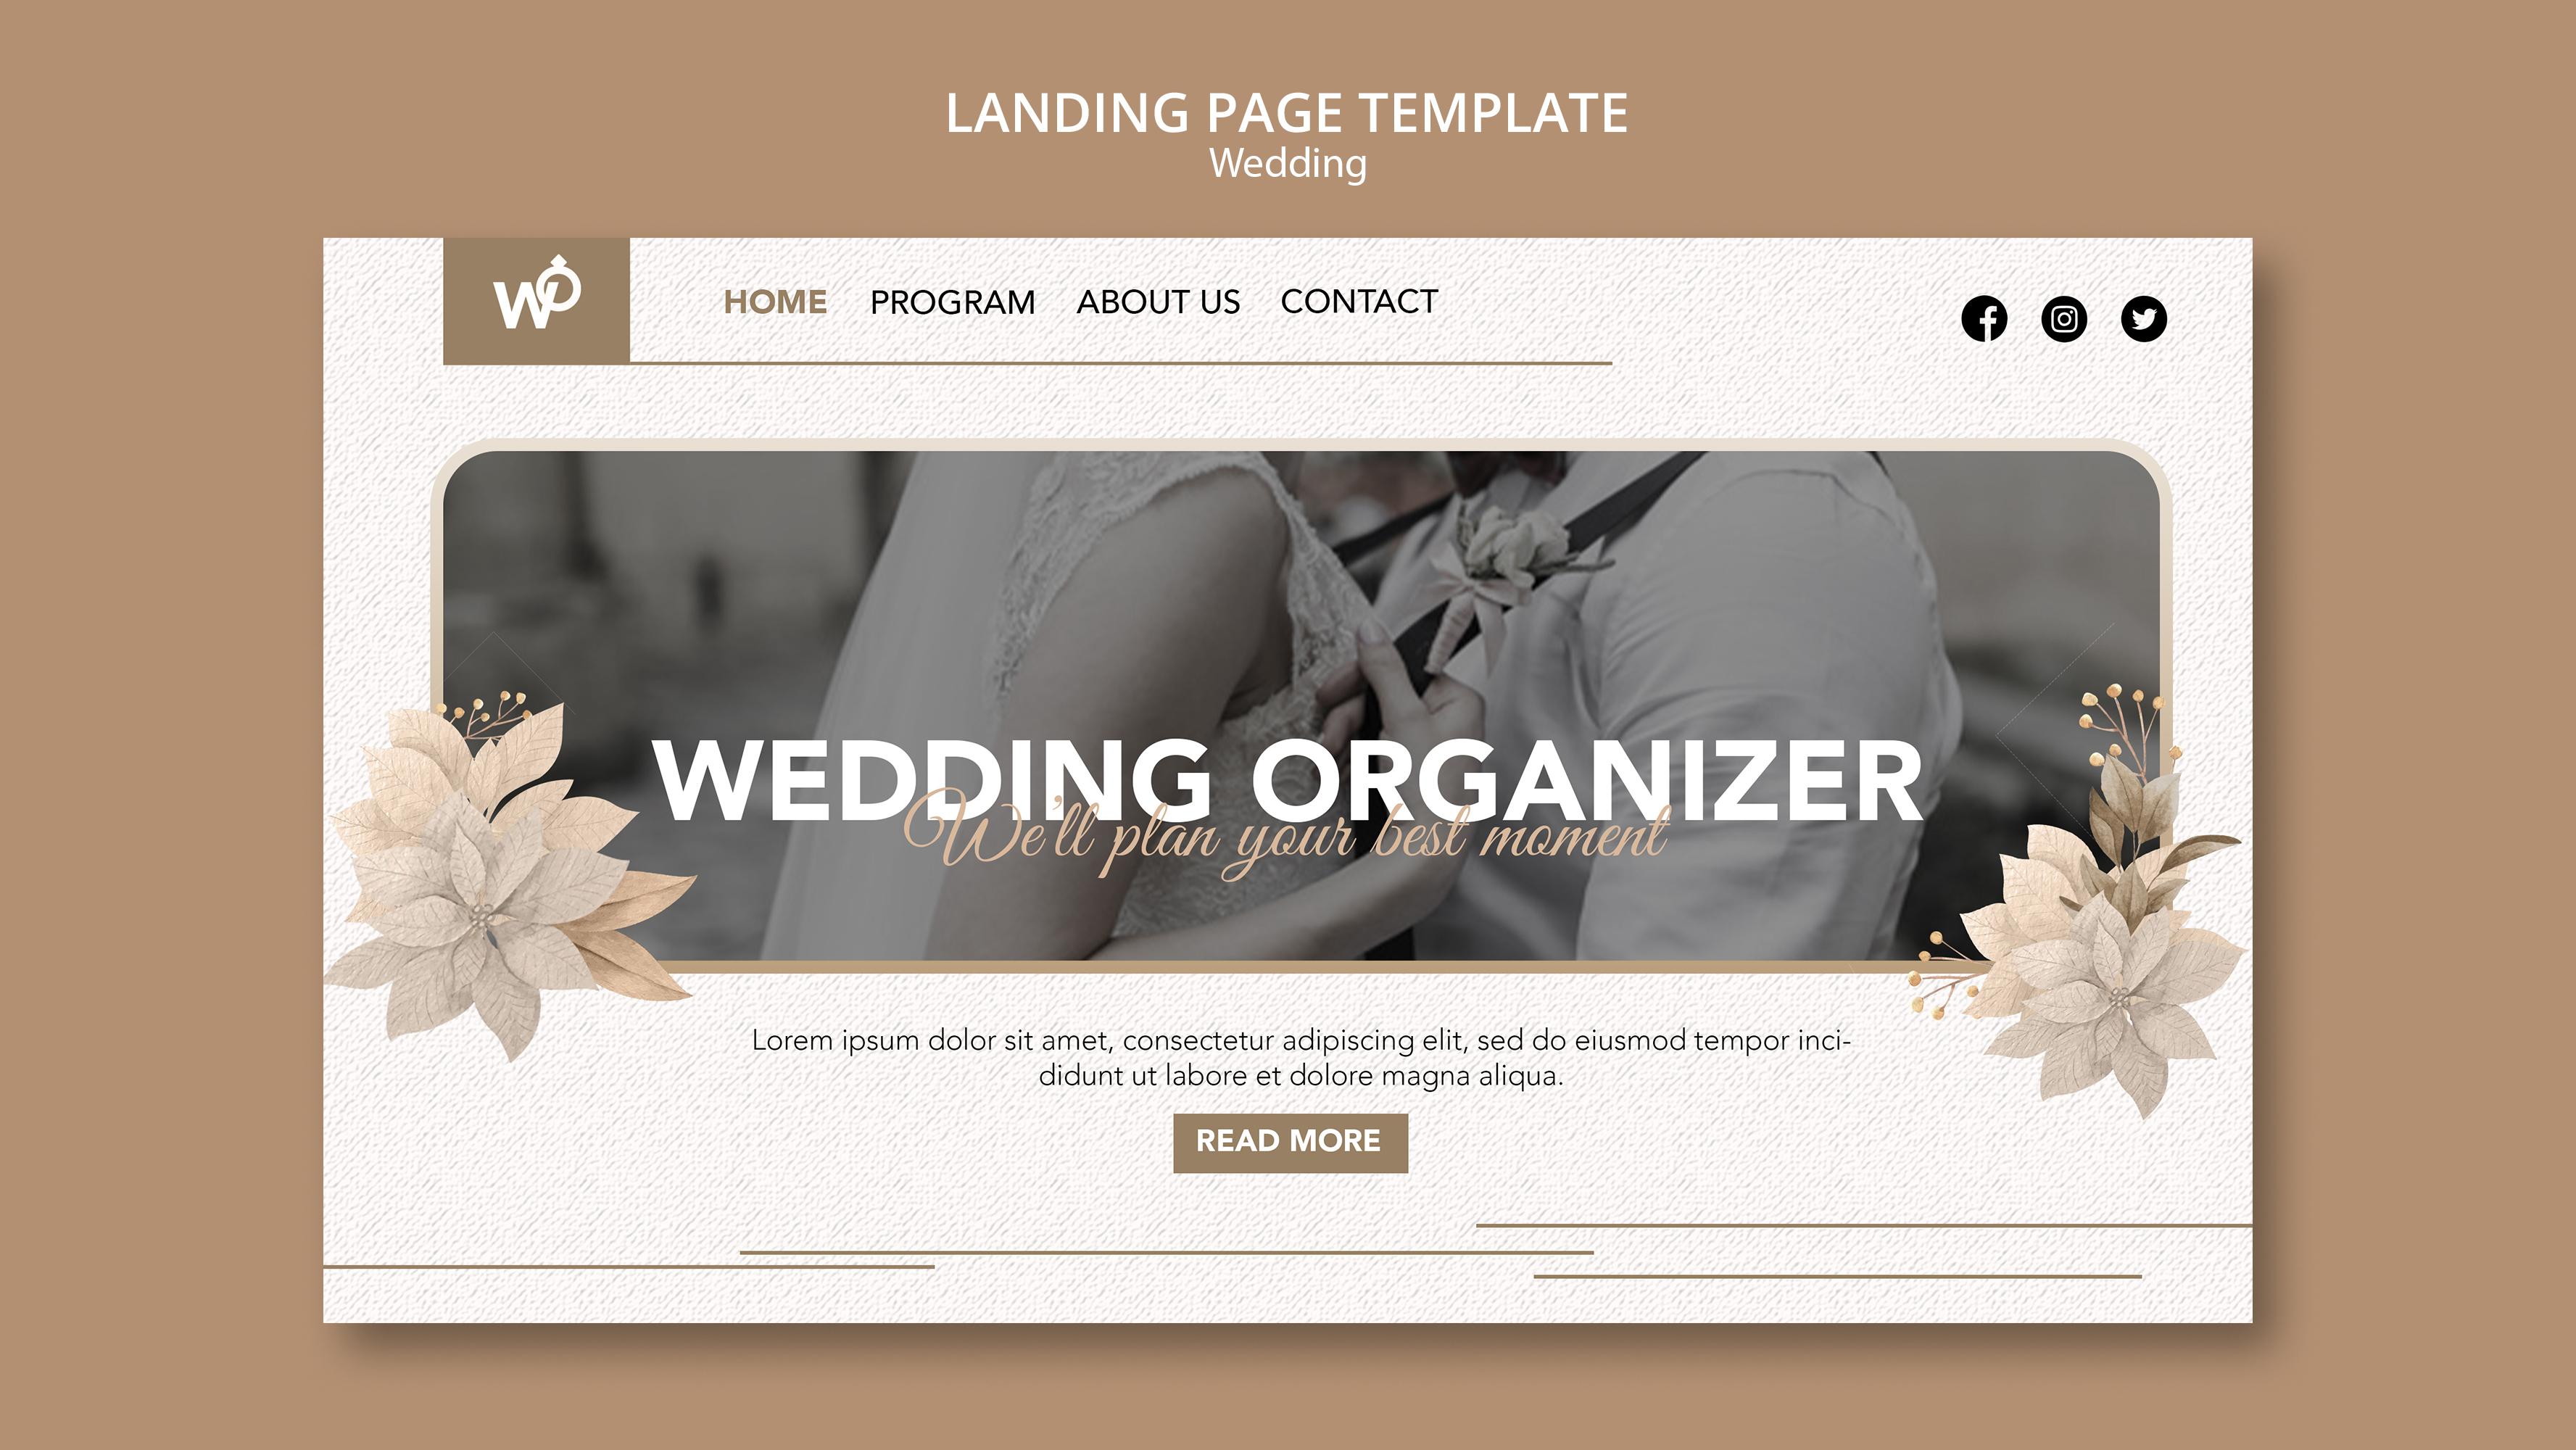 LANDING PAGE TEMPLATE
Wedding
WO
HOME PROGRAM ABOUT US CONTACT
WEDDING ORGANIZER
We'll plan your best moment
Lorem ipsum dolor sit amet, consectetur adipiscing elit, sed do eiusmod tempor inci-
didunt ut labore et dolore magna aliqua.
READ MORE